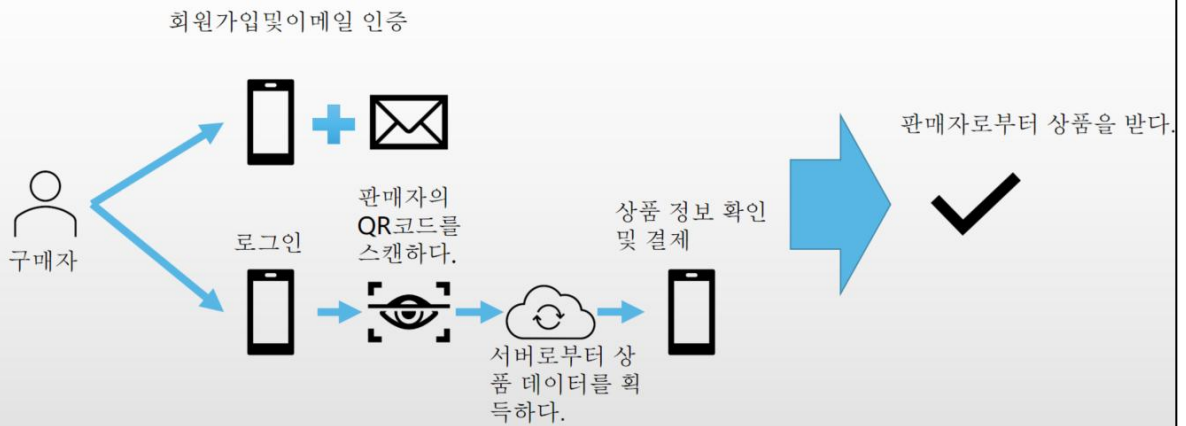 회원가입및이메일 인증
판매자로부터 상품을 받다.
구매자
로그인
판매자의
QR코드를
스캔하다.
서버로부터 상
품 데이터를 획
득하다.
상품 정보 확인
및 결제